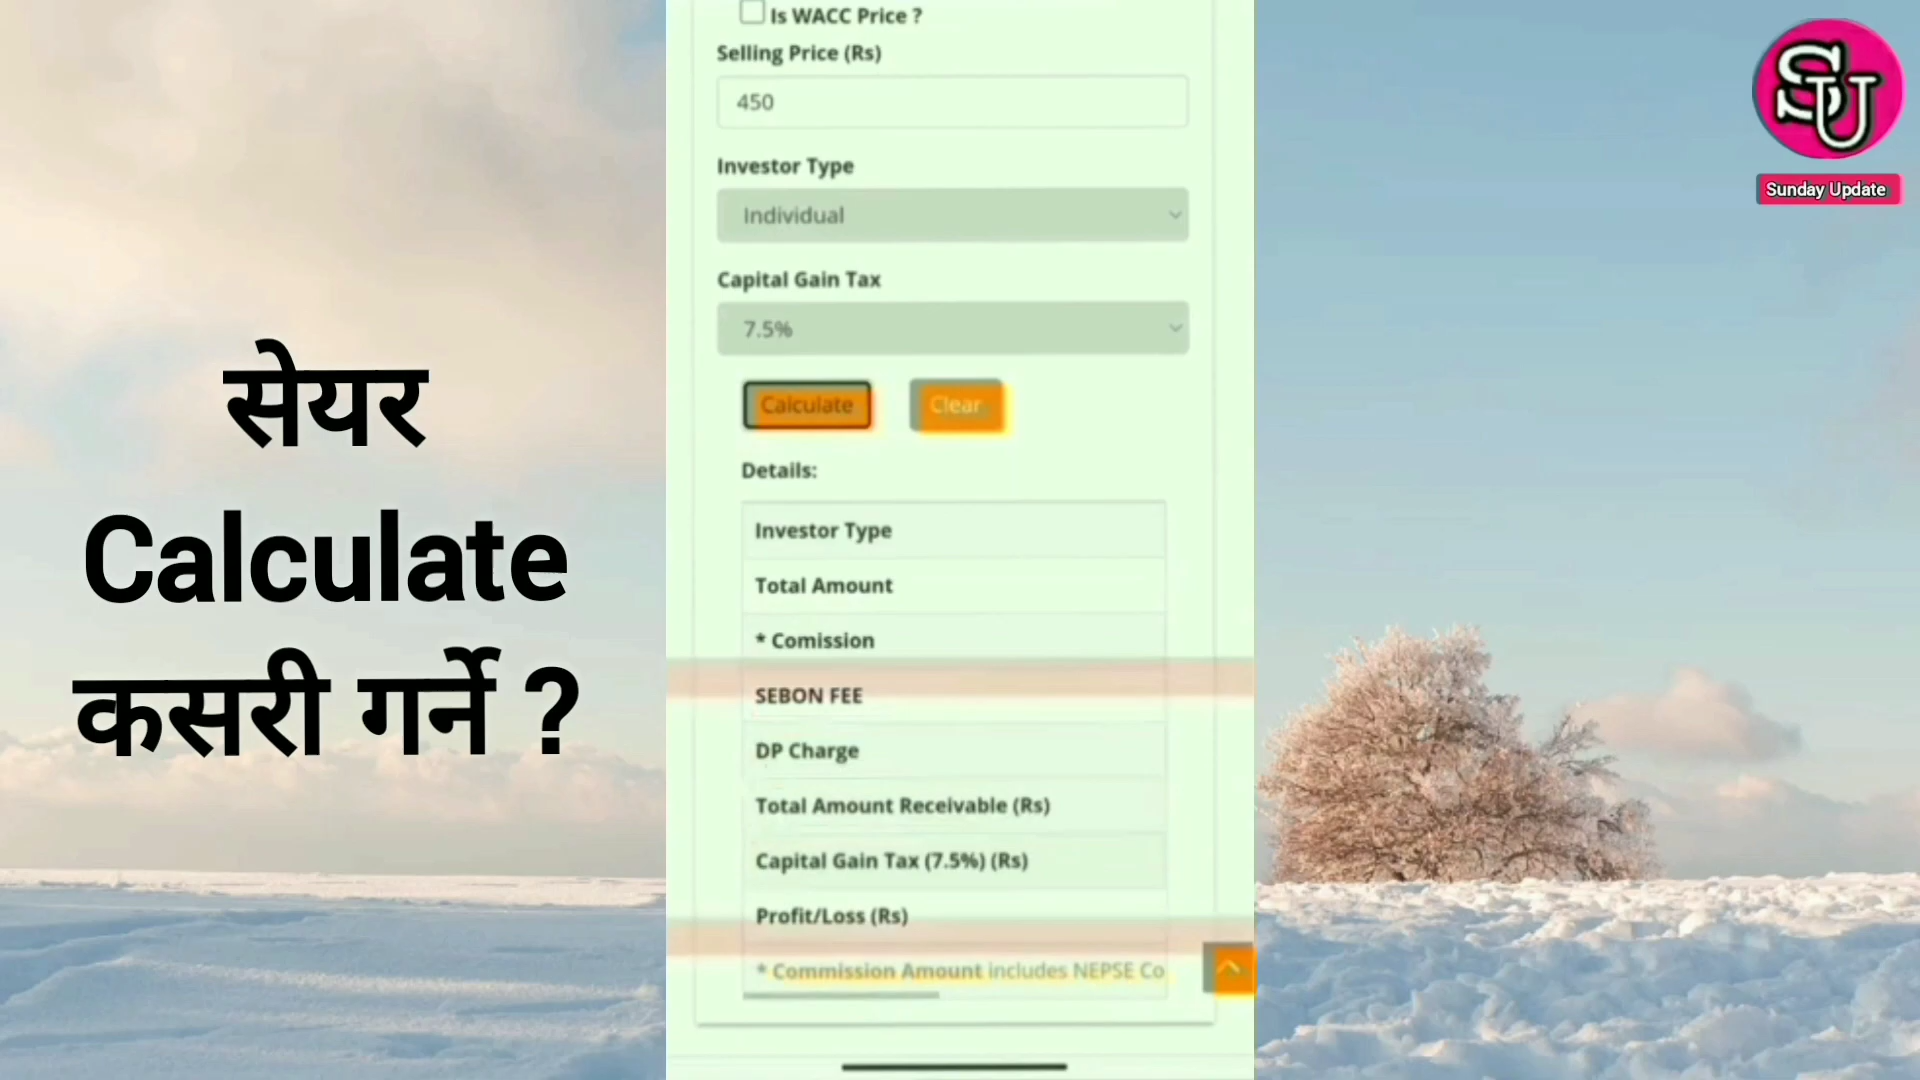 सेयर
Calculate
कसरी गर्ने ?
Is WACC Price ?
Selling Price (Rs)
450
Investor Type
Individual
Capital Gain Tax
7.5%
Calculate
Clear
Details:
Investor Type
Total Amount
* Comission
SEBON FEE
DP Charge
Total Amount Receivable (Rs)
Capital Gain Tax (7.5%) (Rs)
Profit/Loss (Rs)
* Commission Amount includes NEPSE Co
SU
Sunday Update